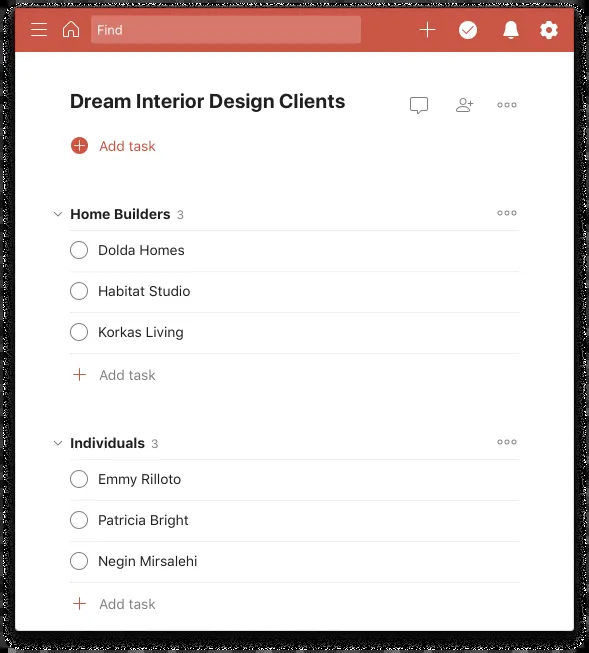 Find
Dream Interior Design Clients
Add task
Home Builders 3
Dolda Homes
Habitat Studio
Korkas Living
Add task
Individuals 3
Emmy Rilloto
Patricia Bright
Negin Mirsalehi
Add task